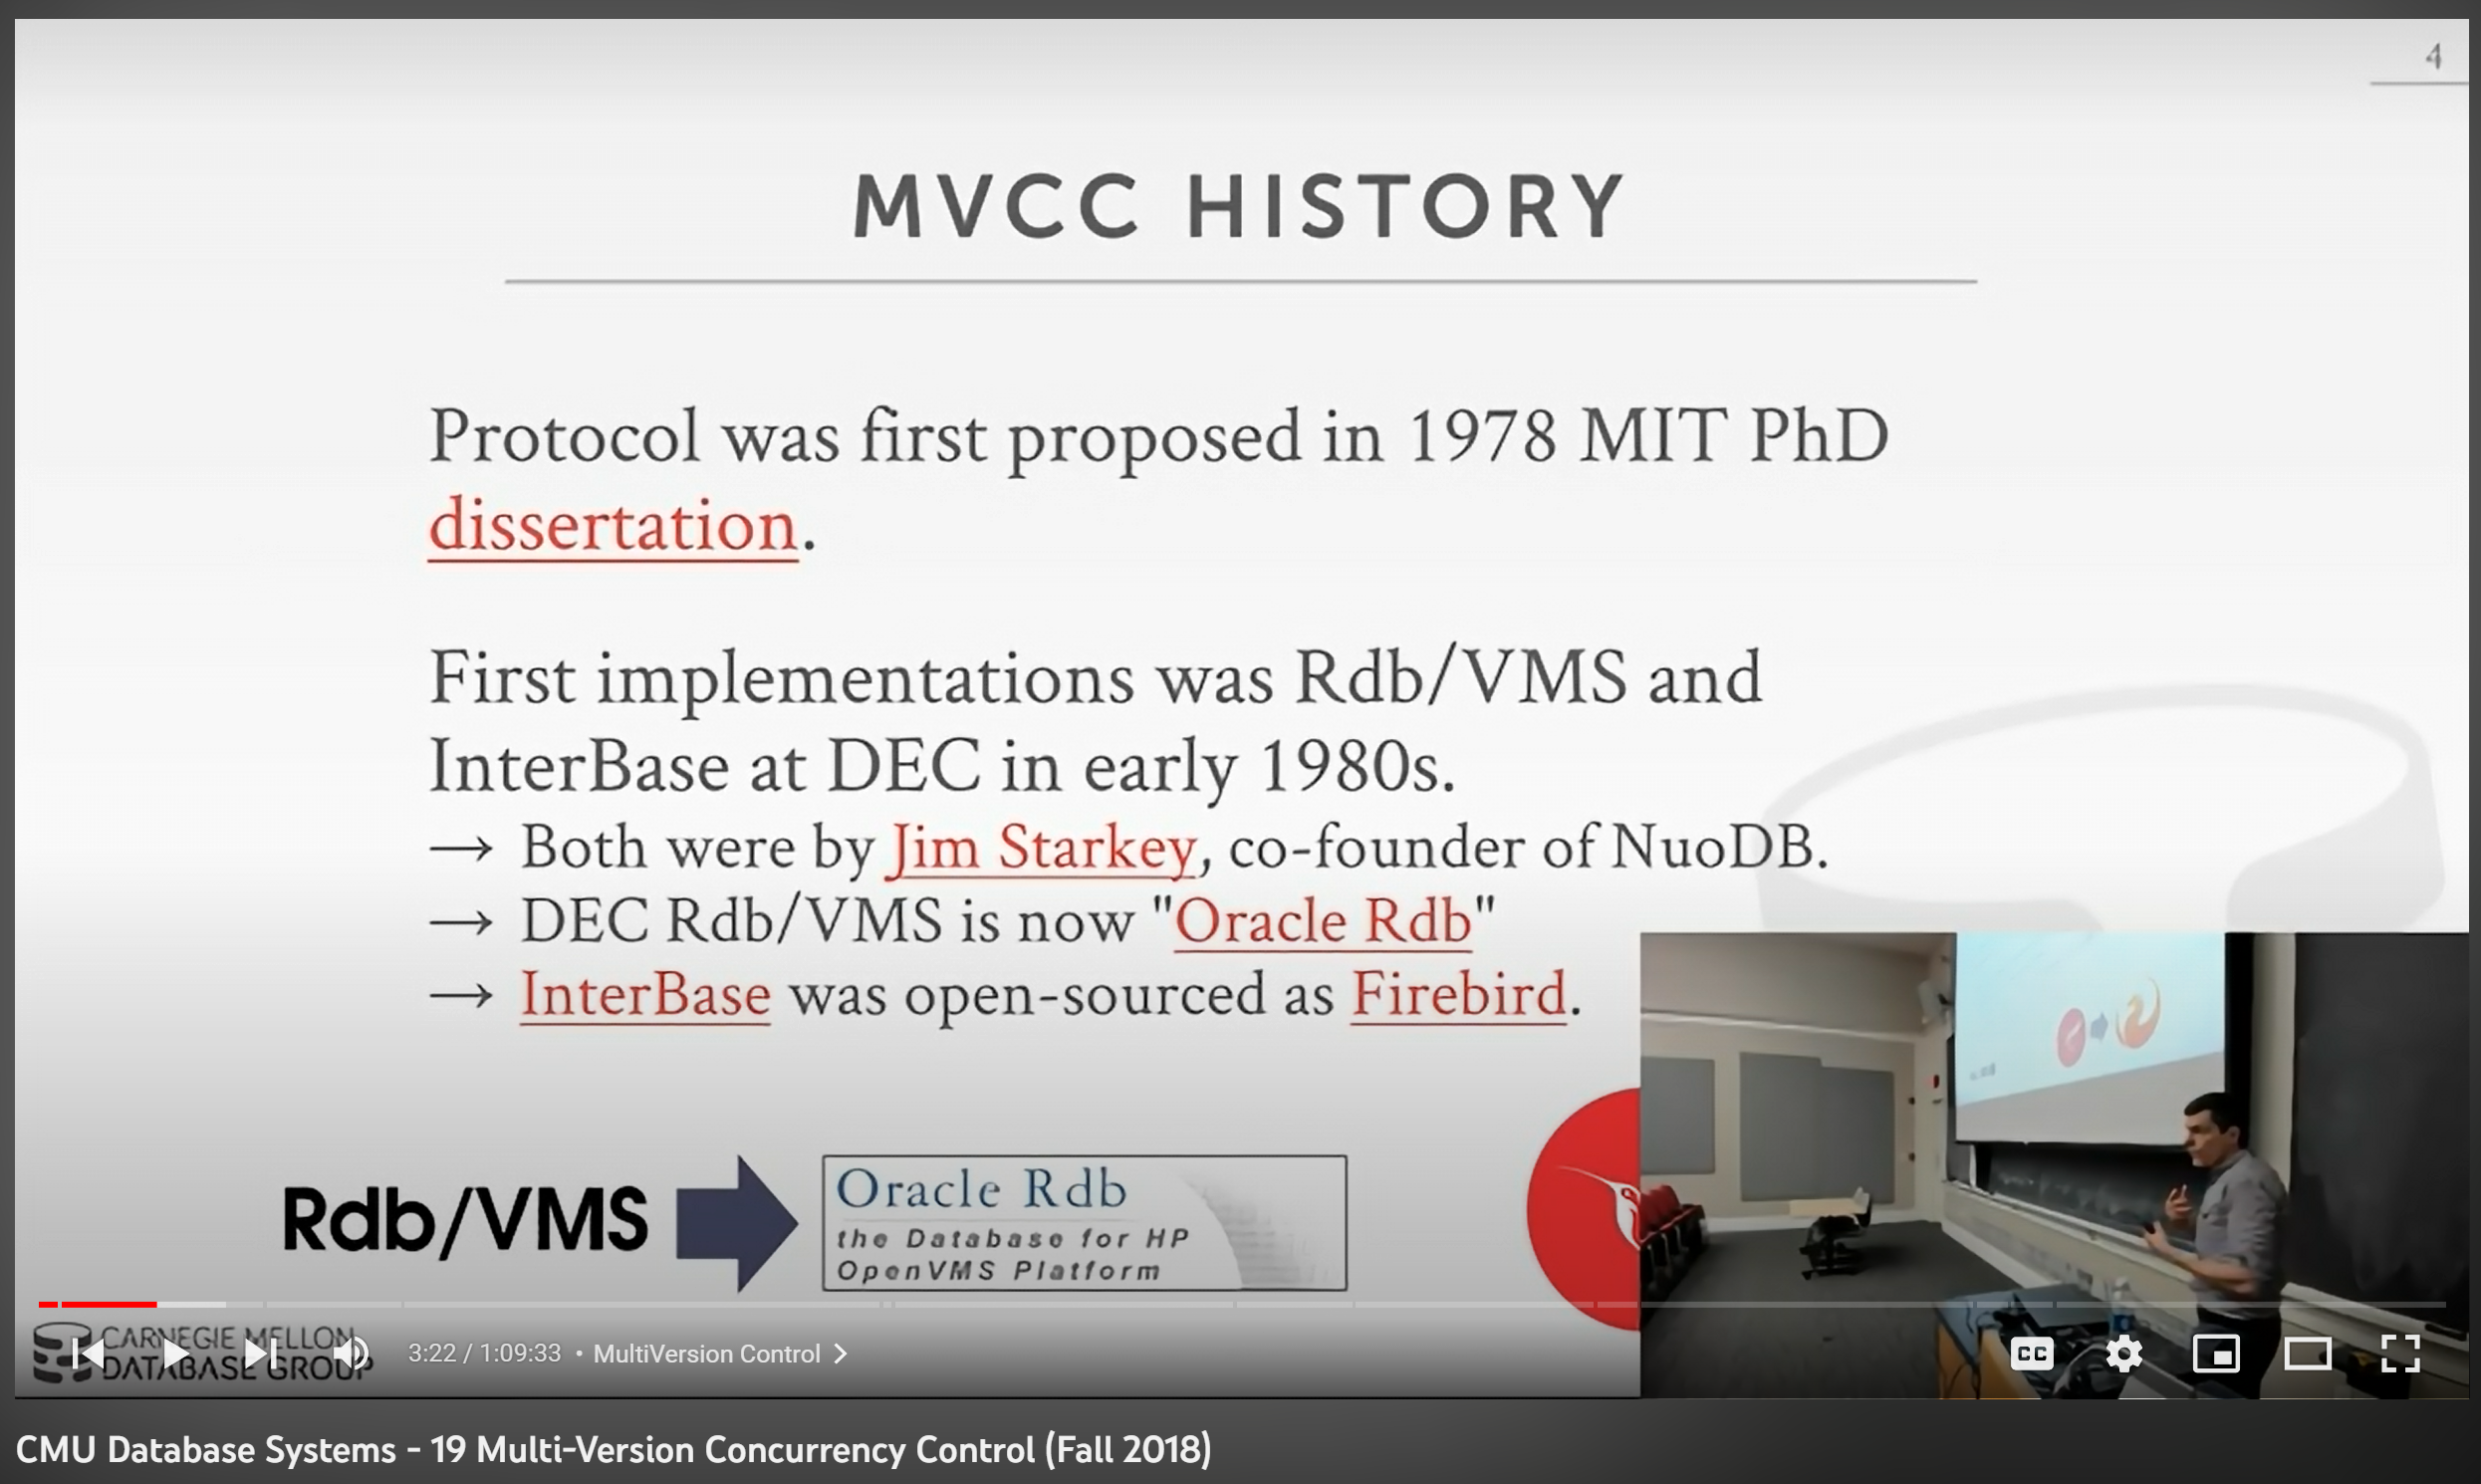 4
MVCC HISTORY
Protocol was first proposed in 1978 MIT PhD
dissertation.
First implementations was Rdb/VMS and
InterBase at DEC in early 1980s.
→ Both were by Jim Starkey, co-founder of NuoDB.
→ DEC Rdb/VMS is now "Oracle Rdb"
→ InterBase was open-sourced as Firebird.
Rdb/VMS
Oracle Rdb
the Database for HP
OpenVMS Platform
CARNEGIE MELLON
DATABASE GROUP
3:22 / 1:09:33 • MultiVersion Control
CC
CMU Database Systems - 19 Multi-Version Concurrency Control (Fall 2018)